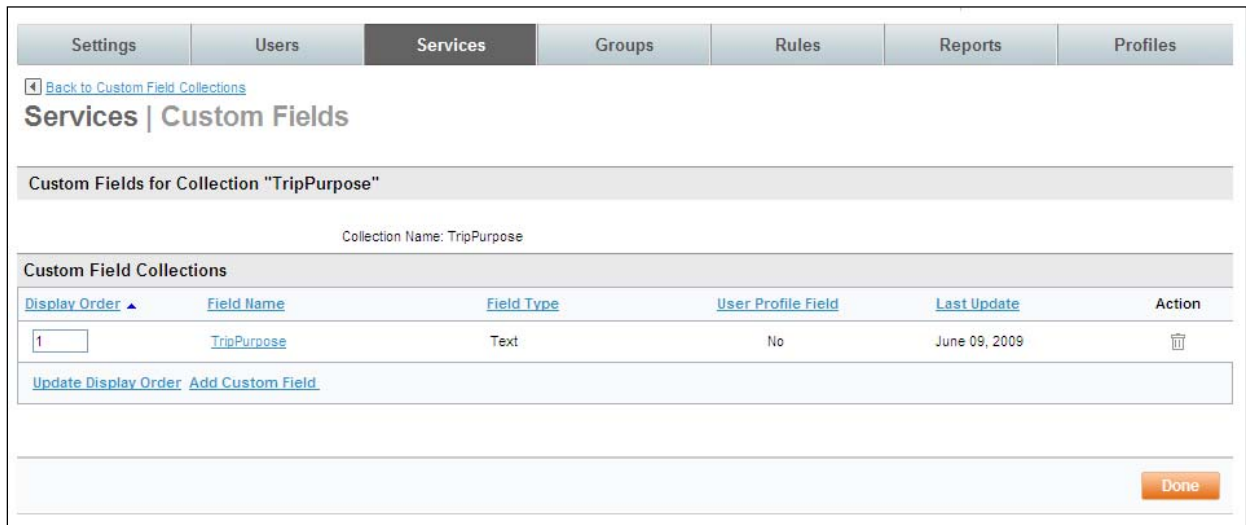 Settings Users Services Groups Rules Reports Profiles
Back to Custom Field Collections
Services | Custom Fields
Custom Fields for Collection "TripPurpose"
Collection Name: TripPurpose
Custom Field Collections
Display Order Field Name Field Type User Profile Field Last Update Action
1 TripPurpose Text No June 09, 2009
Update Display Order Add Custom Field
Done